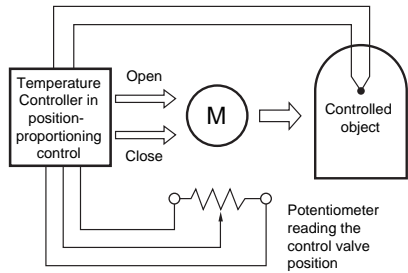 Temperature
Controller in
position-
proportioning
control
Open
Close
M
Controlled
object
Potentiometer
reading the
control valve
position